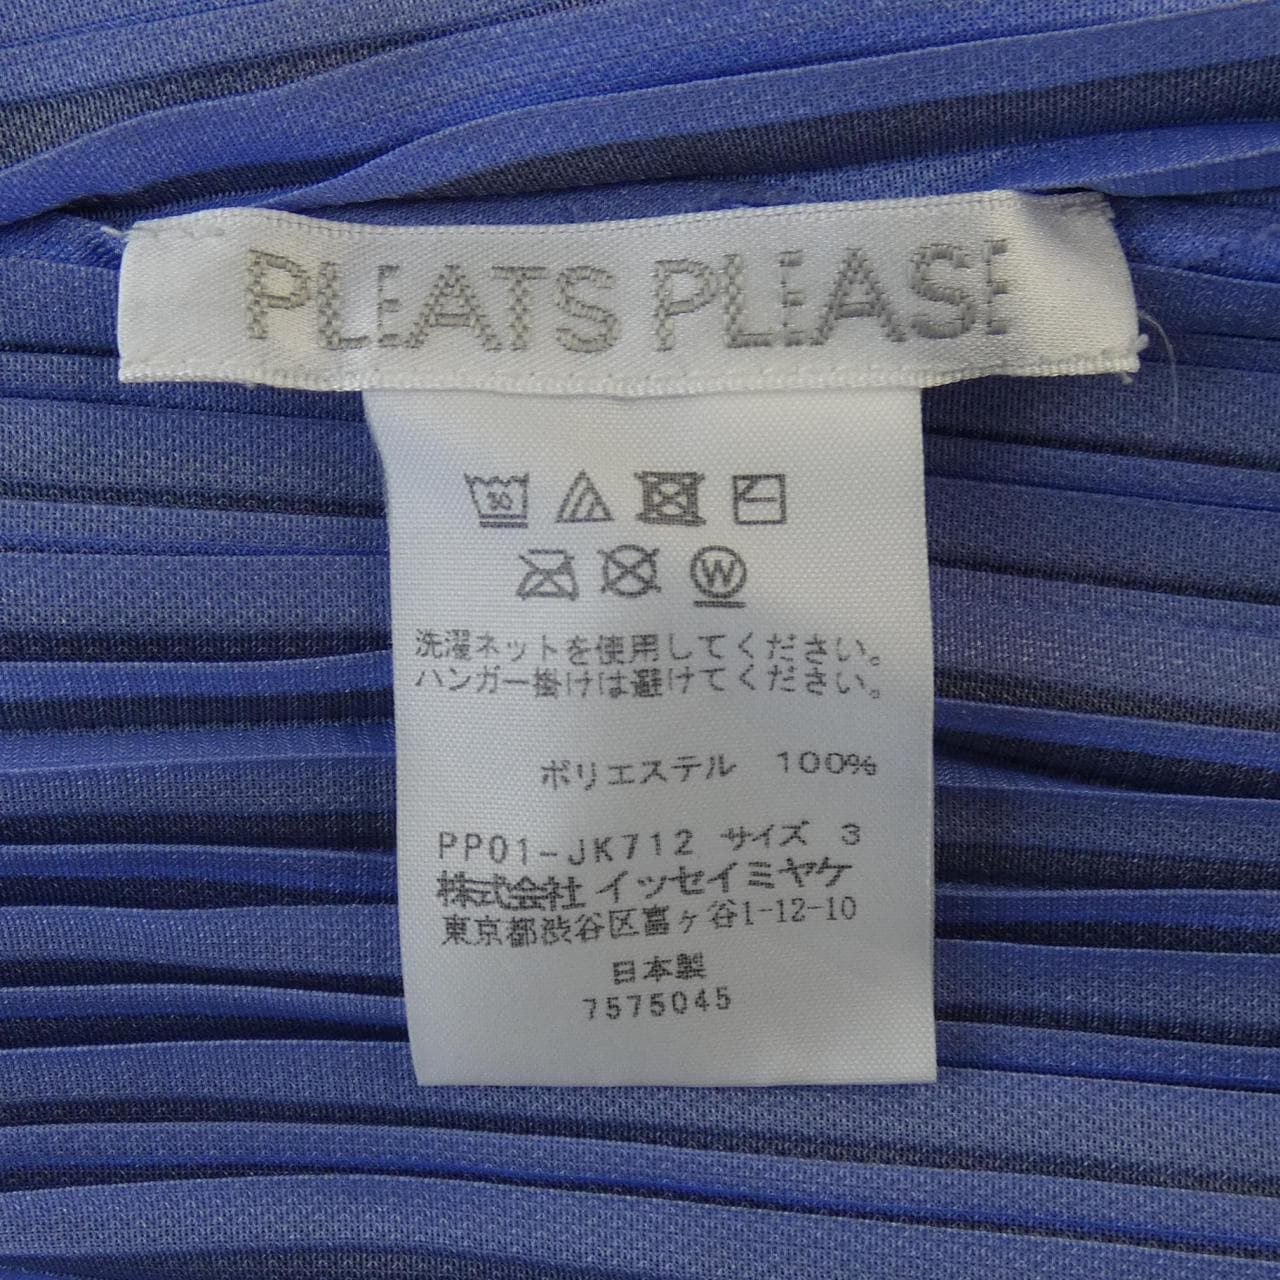 PLEATS PLEASE
30
W
洗濯ネットを使用してください。
ハンガー掛けは避けてください。
ポリエステル 100%
PP01-JK712 サイズ 3
株式会社 イッセイミヤケ
東京都渋谷区富ヶ谷1-12-10
日本製
7575045